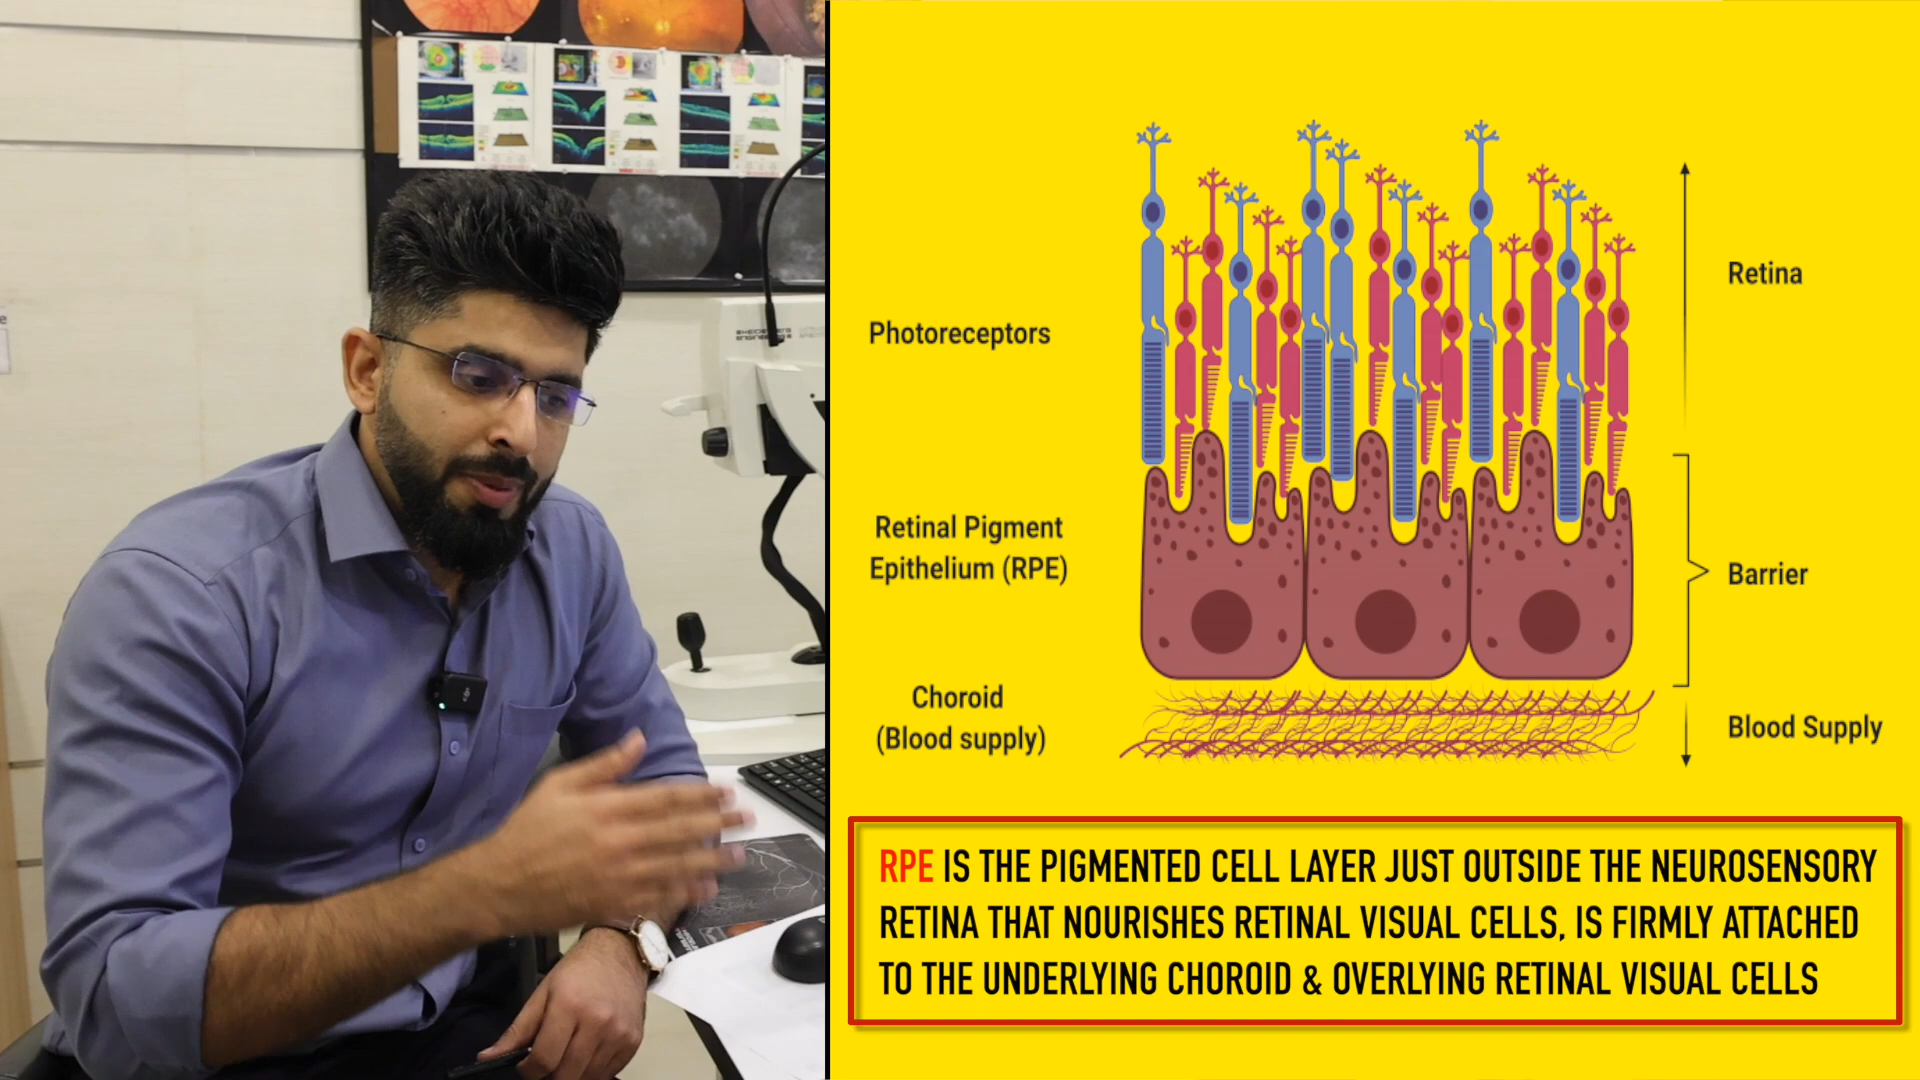 Photoreceptors
Retinal Pigment
Epithelium (RPE)
Choroid
(Blood supply)
Retina
Barrier
Blood Supply
RPE IS THE PIGMENTED CELL LAYER JUST OUTSIDE THE NEUROSENSORY
RETINA THAT NOURISHES RETINAL VISUAL CELLS, IS FIRMLY ATTACHED
TO THE UNDERLYING CHOROID & OVERLYING RETINAL VISUAL CELLS